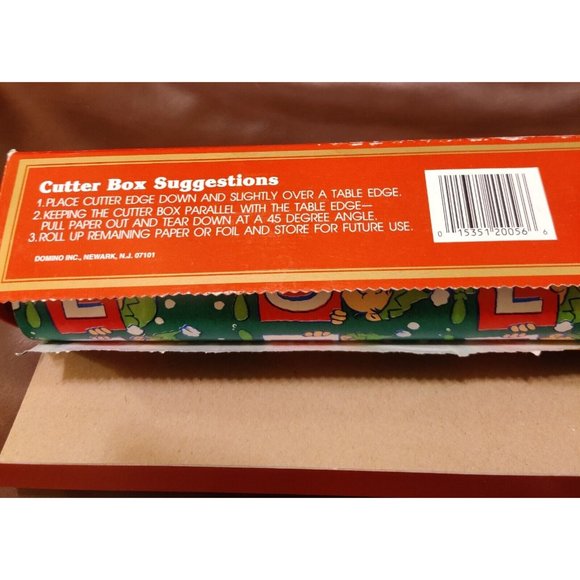 Cutter Box Suggestions
1. PLACE CUTTER EDGE DOWN AND SLIGHTLY OVER A TABLE EDGE.
2. KEEPING THE CUTTER BOX PARALLEL WITH THE TABLE EDGE—
PULL PAPER OUT AND TEAR DOWN AT A 45 DEGREE ANGLE.
3. ROLL UP REMAINING PAPER OR FOIL AND STORE FOR FUTURE USE.
DOMINO INC., NEWARK, N.J. 07101
0 15351 20056 6
L O E